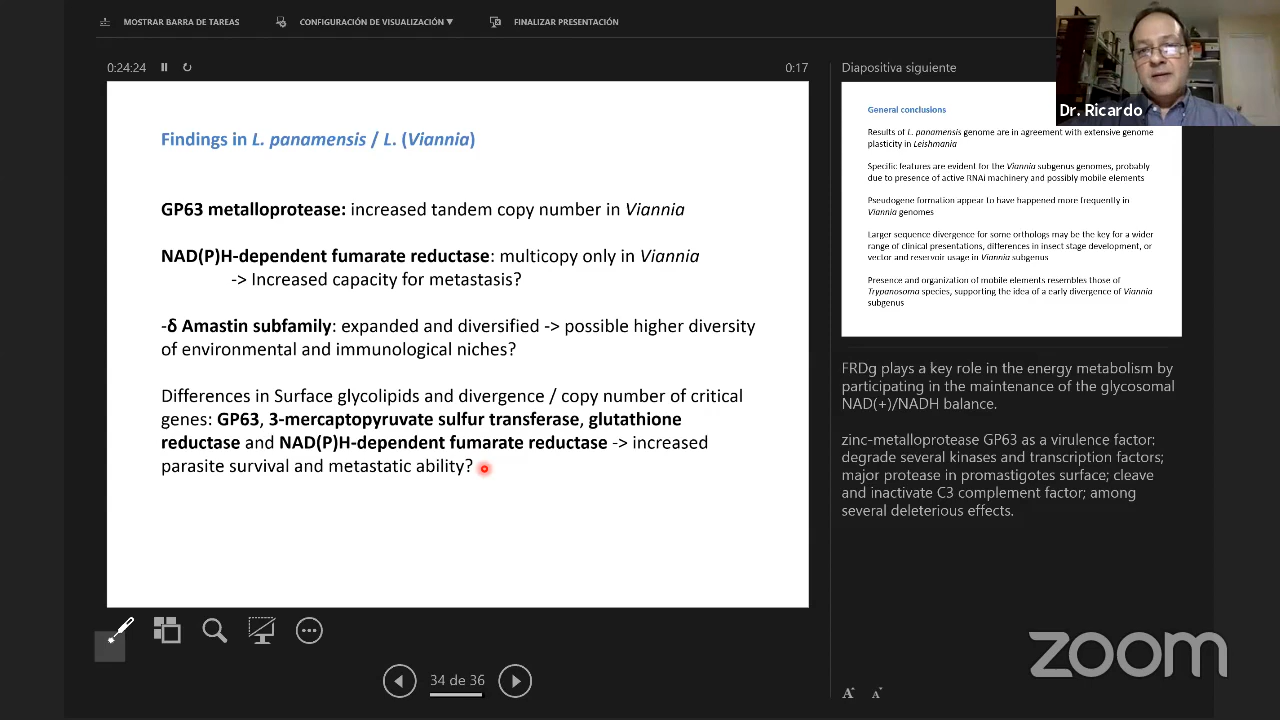 MOSTRAR BARRA DE TAREAS
CONFIGURACIÓN DE VISUALIZACIÓN ▼
FINALIZAR PRESENTACIÓN
0:24:24
0:17
Findings in L. panamensis / L. (Viannia)
GP63 metalloprotease: increased tandem copy number in Viannia
NAD(P)H-dependent fumarate reductase: multicopy only in Viannia
-> Increased capacity for metastasis?
-δ Amastin subfamily: expanded and diversified -> possible higher diversity
of environmental and immunological niches?
Differences in Surface glycolipids and divergence / copy number of critical
genes: GP63, 3-mercaptopyruvate sulfur transferase, glutathione
reductase and NAD(P)H-dependent fumarate reductase -> increased
parasite survival and metastatic ability?
34 de 36
Diapositiva siguiente
Dr. Ricardo
General conclusions
Results of L. panamensis genome are in agreement with extensive genome
plasticity in Leishmania
Specific features are evident for the Viannia subgenus genomes, probably
due to presence of active RNAi machinery and possibly mobile elements
Pseudogene formation appear to have happened more frequently in
Viannia genomes
Larger sequence divergence for some orthologs may be the key for a wider
range of clinical presentations, differences in insect stage development, or
vector and reservoir usage in Viannia subgenus
Presence and organization of mobile elements resembles those of
Trypanosoma species, supporting the idea of a early divergence of Viannia
subgenus
FRDg plays a key role in the energy metabolism by
participating in the maintenance of the glycosomal
NAD(+)/NADH balance.
zinc-metalloprotease GP63 as a virulence factor:
degrade several kinases and transcription factors;
major protease in promastigotes surface; cleave
and inactivate C3 complement factor; among
several deleterious effects.
zoom
A A